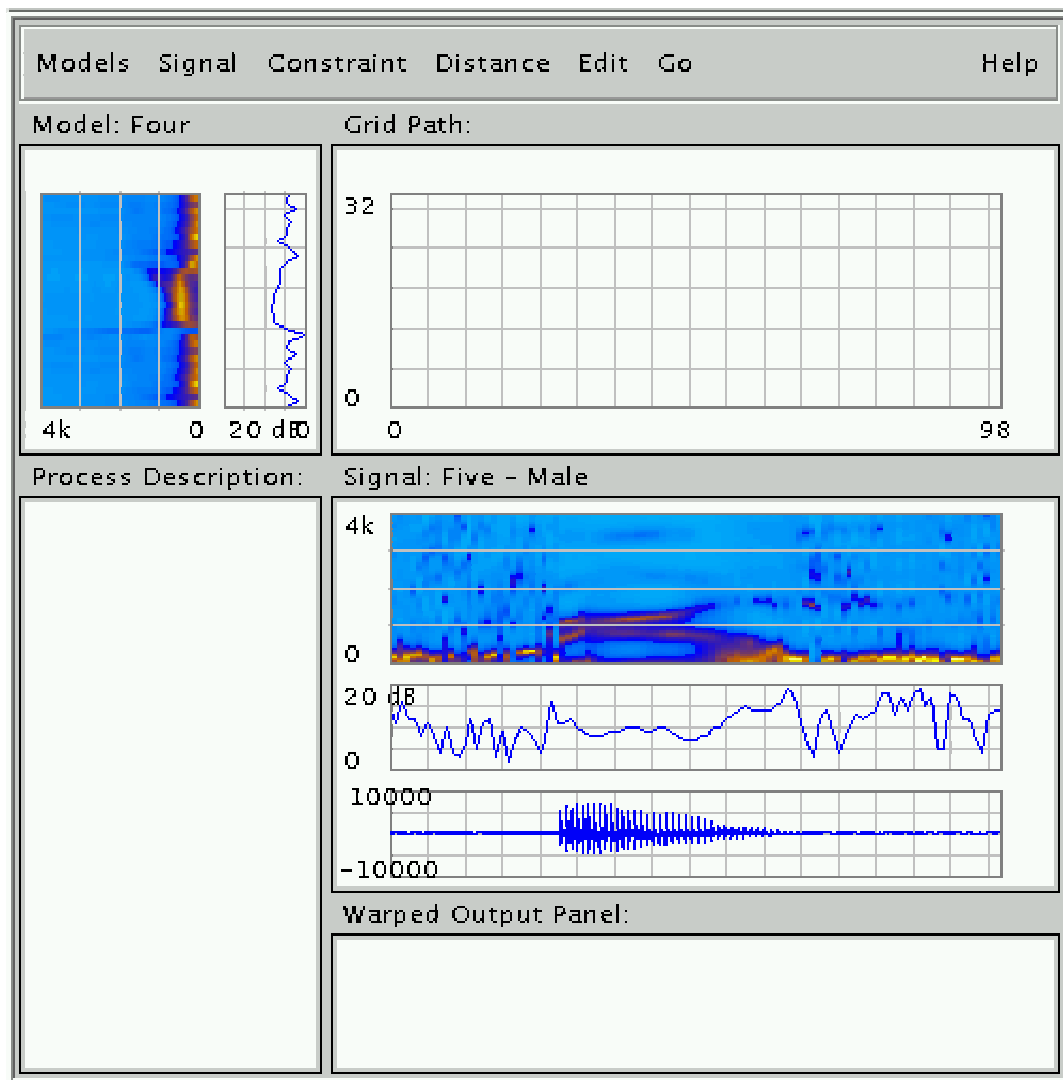 Models Signal Constraint Distance Edit Go Help
Model: Four
Grid Path:
32
0
0 98
4k 0 20 dB 0
Process Description:
Signal: Five - Male
4k
0
20 dB
0
10000
-10000
Warped Output Panel: